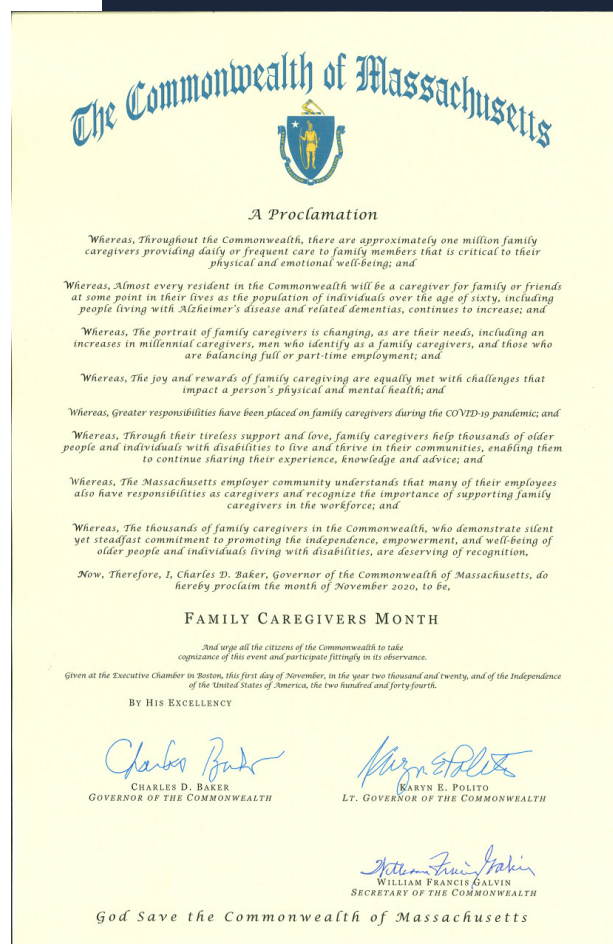 The Commonwealth of Massachusetts
A Proclamation
Whereas, Throughout the Commonwealth, there are approximately one million family
caregivers providing daily or frequent care to family members that is critical to their
physical and emotional well-being; and
Whereas, Almost every resident in the Commonwealth will be a caregiver for family or friends
at some point in their lives as the population of individuals over the age of sixty, including
people living with Alzheimer's disease and related dementias, continues to increase; and
Whereas, The portrait of family caregivers is changing, as are their needs, including an
increases in millennial caregivers, men who identify as a family caregivers, and those who
are balancing full or part-time employment; and
Whereas, The joy and rewards of family caregiving are equally met with challenges that
impact a person's physical and mental health; and
Whereas, Greater responsibilities have been placed on family caregivers during the COVID-19 pandemic; and
Whereas, Through their tireless support and love, family caregivers help thousands of older
people and individuals with disabilities to live and thrive in their communities, enabling them
to continue sharing their experience, knowledge and advice; and
Whereas, The Massachusetts employer community understands that many of their employees
also have responsibilities as caregivers and recognize the importance of supporting family
caregivers in the workforce; and
Whereas, The thousands of family caregivers in the Commonwealth, who demonstrate silent
yet steadfast commitment to promoting the independence, empowerment, and well-being of
older people and individuals living with disabilities, are deserving of recognition,
Now, Therefore, I, Charles D. Baker, Governor of the Commonwealth of Massachusetts, do
hereby proclaim the month of November 2020, to be,
FAMILY CAREGIVERS MONTH
And urge all the citizens of the Commonwealth to take
cognizance of this event and participate fittingly in its observance.
Given at the Executive Chamber in Boston, this first day of November, in the year two thousand and twenty, and of the Independence
of the United States of America, the two hundred and forty-fourth.
BY HIS EXCELLENCY
Charles Baker
CHARLES D. BAKER
GOVERNOR OF THE COMMONWEALTH
Karyn E Polito
KARYN E. POLITO
LT. GOVERNOR OF THE COMMONWEALTH
William Francis Galvin
WILLIAM FRANCIS GALVIN
SECRETARY OF THE COMMONWEALTH
God Save the Commonwealth of Massachusetts